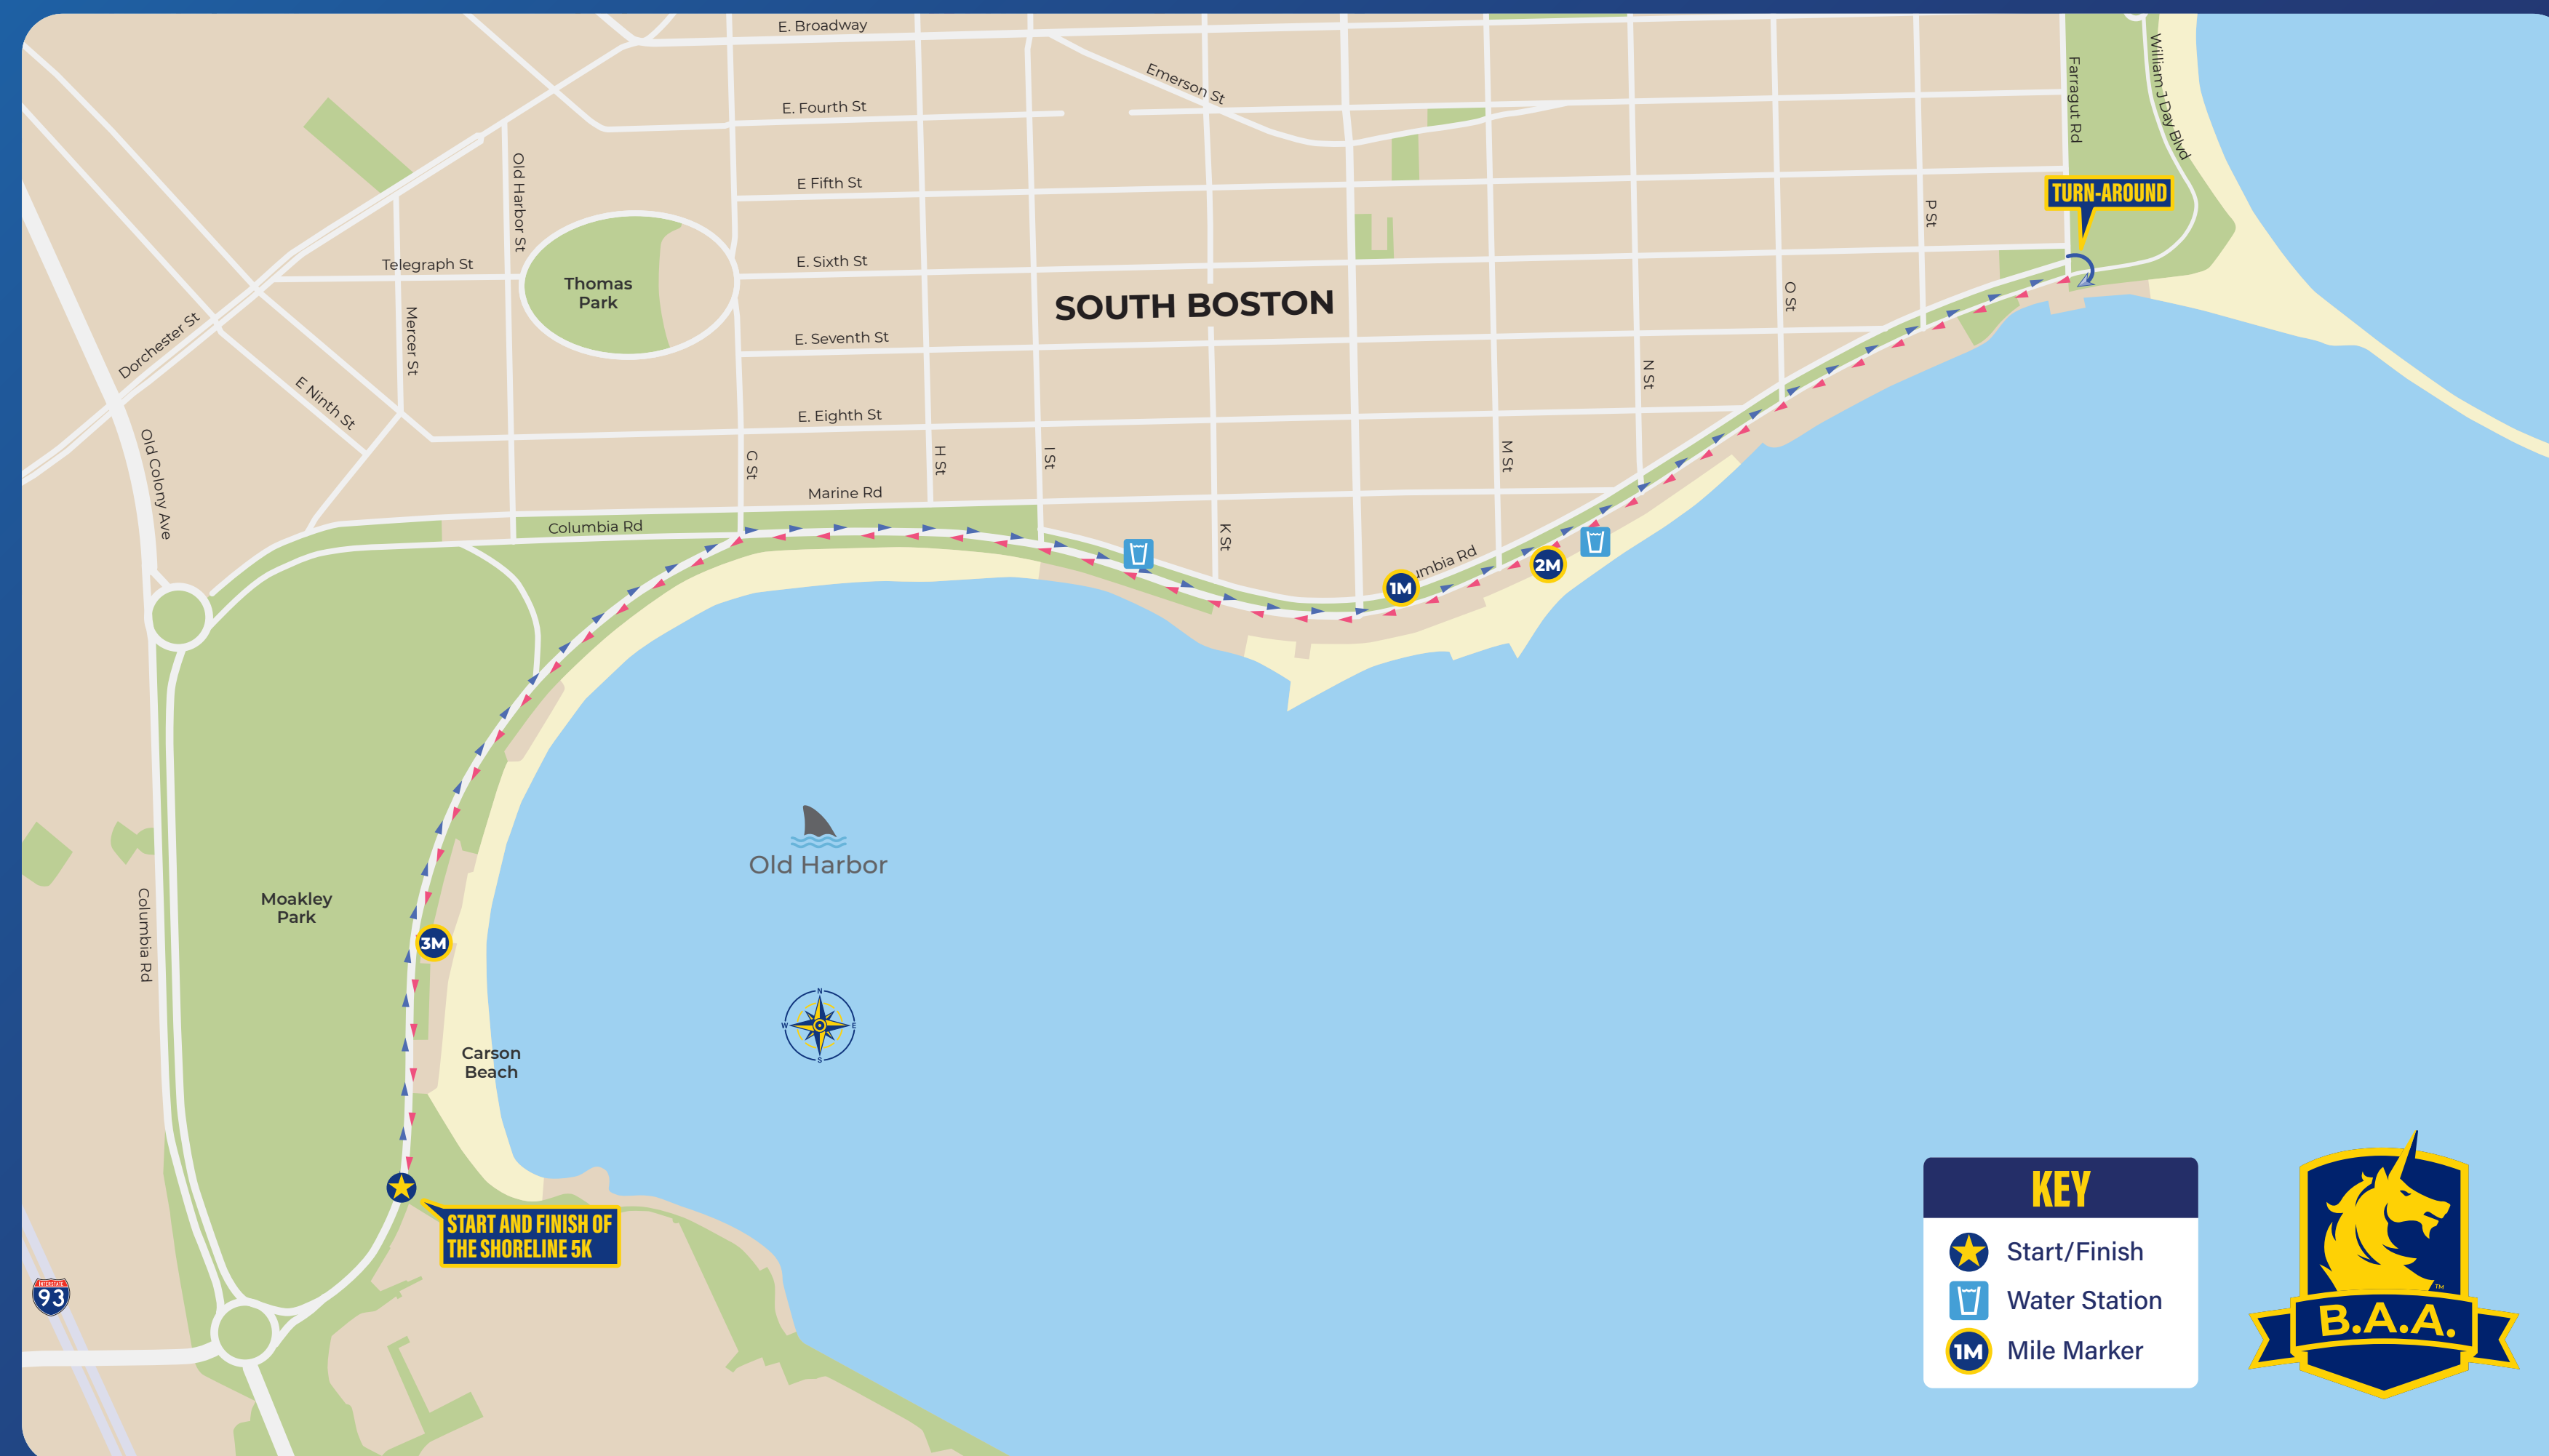 E. Broadway
Emerson St
E. Fourth St
William J Day Blvd
Farragut Rd
Old Harbor St
E Fifth St
TURN-AROUND
P St
Telegraph St
E. Sixth St
Thomas
Park
SOUTH BOSTON
O St
Mercer St
Dorchester St
E. Seventh St
N St
E Ninth St
E. Eighth St
Old Colony Ave
G St
H St
I St
M St
Marine Rd
Columbia Rd
K St
umbia Rd
1M
2M
Old Harbor
Moakley
Park
Columbia Rd
3M
N
W
E
S
Carson
Beach
START AND FINISH OF
THE SHORELINE 5K
INTERSTATE
93
KEY
Start/Finish
Water Station
1M
Mile Marker
TM
B.A.A.